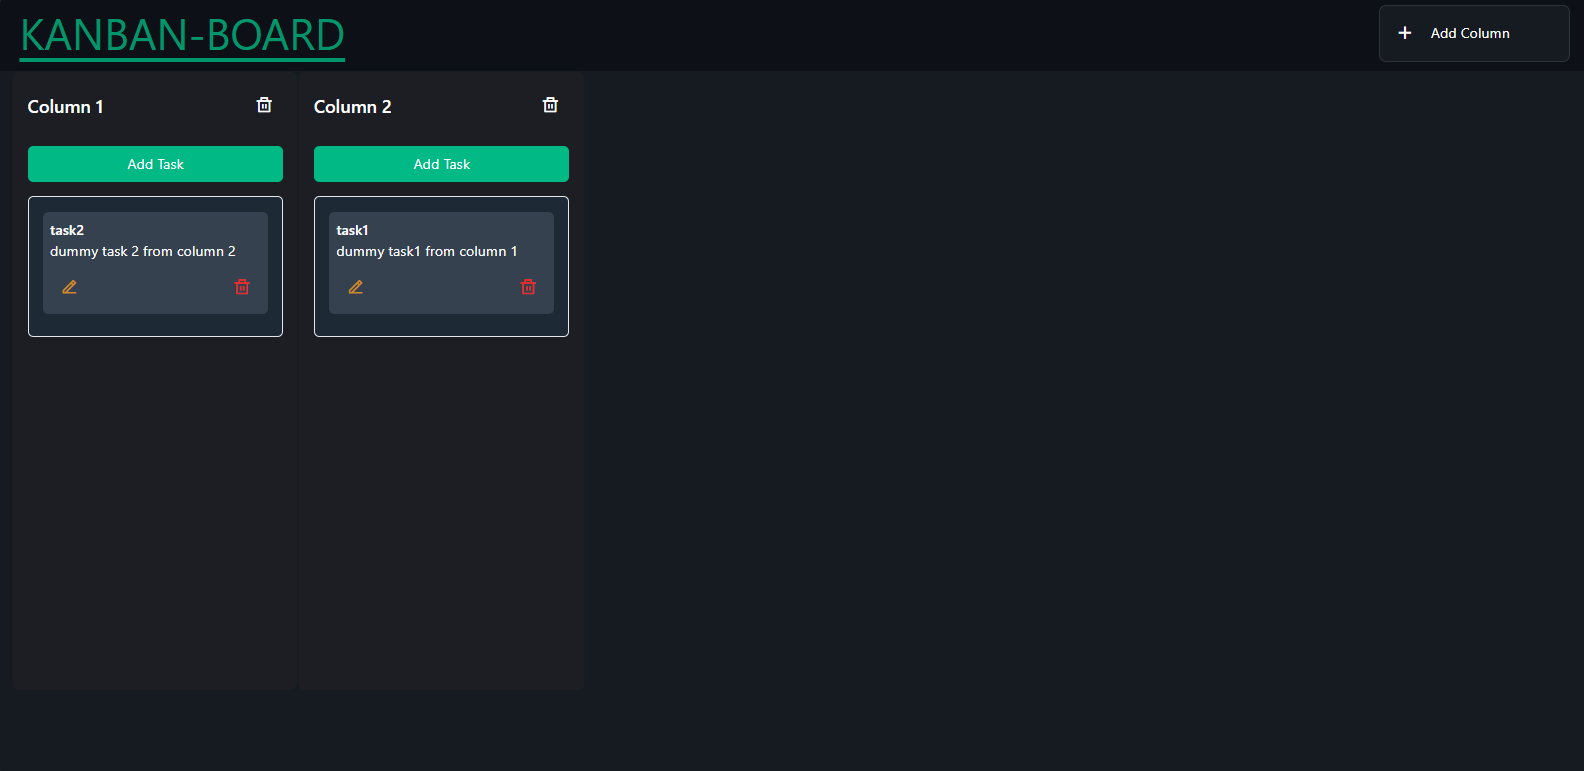 KANBAN-BOARD
Add Column
Column 1
Add Task
task2
dummy task 2 from column 2
Column 2
Add Task
task1
dummy task1 from column 1